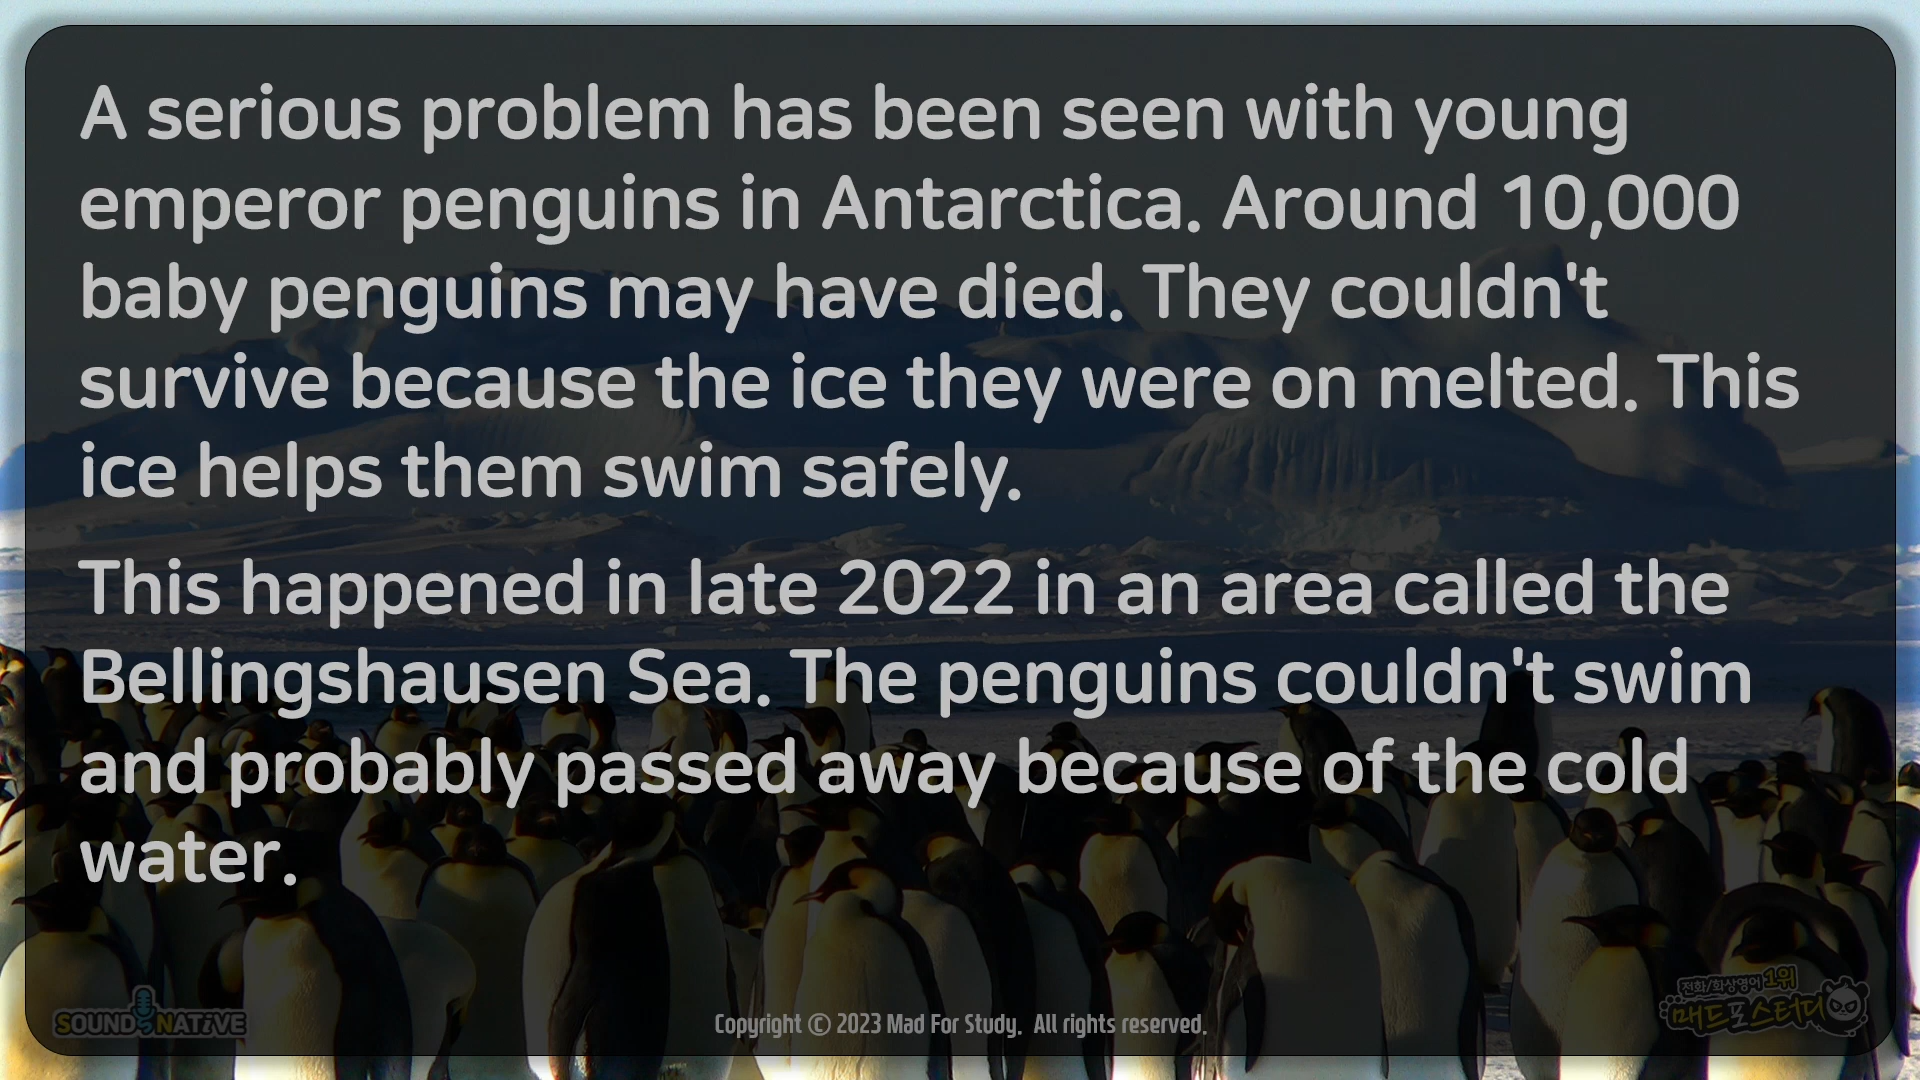 A serious problem has been seen with young
emperor penguins in Antarctica. Around 10,000
baby penguins may have died. They couldn't
survive because the ice they were on melted. This
ice helps them swim safely.
This happened in late 2022 in an area called the
Bellingshausen Sea. The penguins couldn't swim
and probably passed away because of the cold
water.
SOUND NATIVE
Copyright © 2023 Mad For Study. All rights reserved.
전화/화상영어 1위
매드포스터디